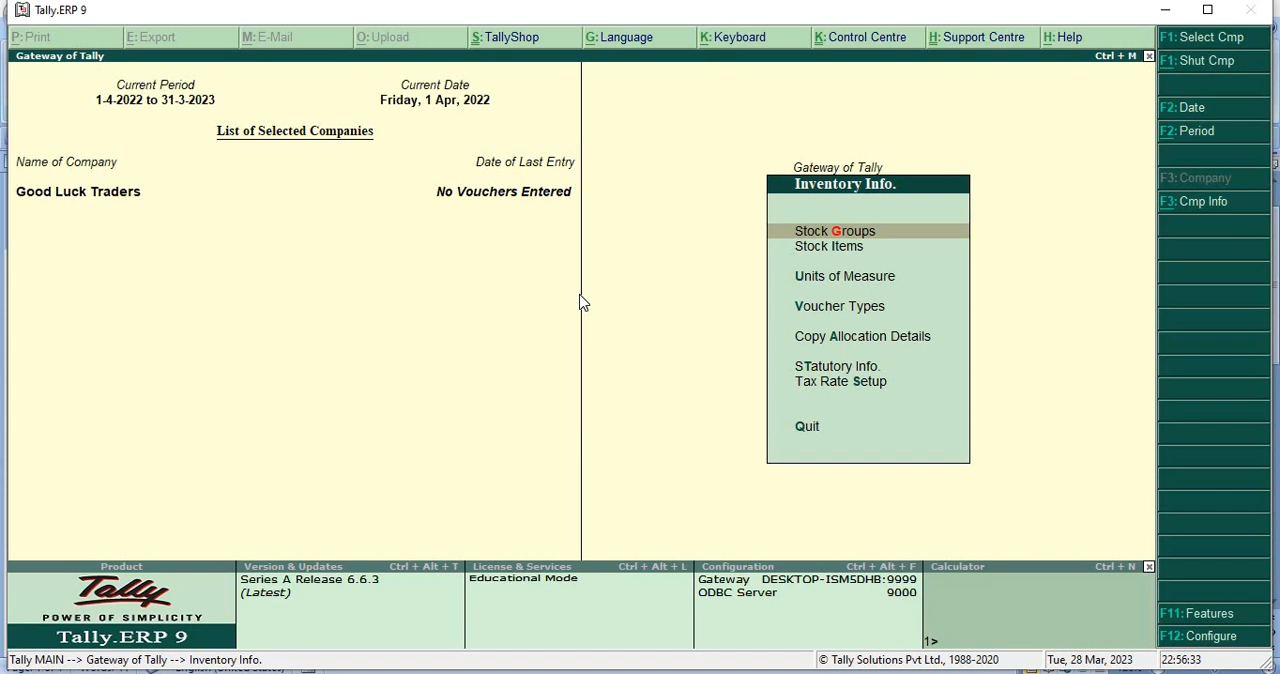 Tally.ERP 9
P: Print E: Export M: E-Mail O: Upload S: TallyShop G: Language K: Keyboard K: Control Centre H: Support Centre H: Help
Gateway of Tally Ctrl + M
Current Period Current Date
1-4-2022 to 31-3-2023 Friday, 1 Apr, 2022
List of Selected Companies
Name of Company Date of Last Entry
Good Luck Traders No Vouchers Entered
Gateway of Tally
Inventory Info.
Stock Groups
Stock Items
Units of Measure
Voucher Types
Copy Allocation Details
STatutory Info.
Tax Rate Setup
Quit
F1: Select Cmp
F1: Shut Cmp
F2: Date
F2: Period
F3: Company
F3: Cmp Info
F11: Features
F12: Configure
Product
Tally
POWER OF SIMPLICITY
Tally.ERP 9
Version & Updates Ctrl + Alt + T
Series A Release 6.6.3
(Latest)
License & Services Ctrl + Alt + L
Educational Mode
Configuration Ctrl + Alt + F
Gateway DESKTOP-ISM5DHB:9999
ODBC Server 9000
Calculator Ctrl + N
1>
Tally MAIN --> Gateway of Tally --> Inventory Info. © Tally Solutions Pvt Ltd., 1988-2020 Tue, 28 Mar, 2023 22:56:33